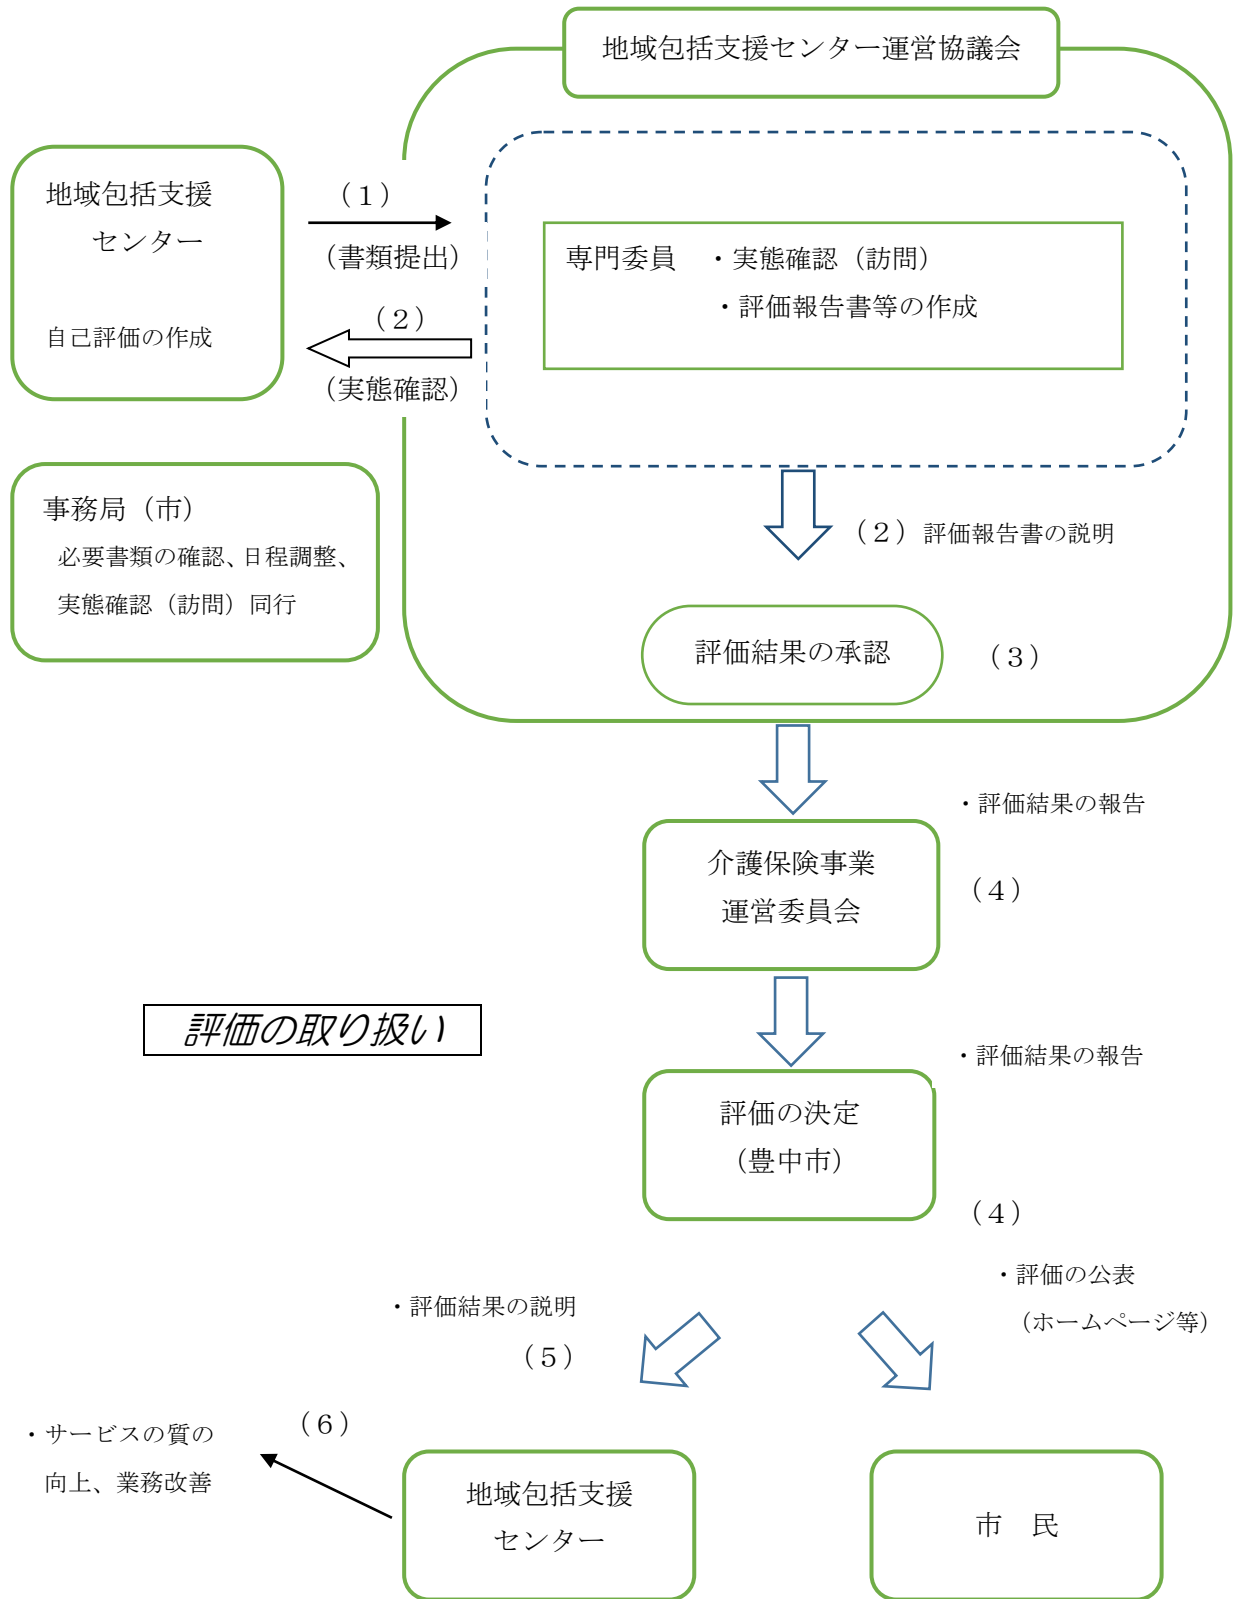 地域包括支援センター運営協議会
地域包括支援
センター
自己評価の作成
（１）
（書類提出）
（２）
（実態確認）
専門委員　・実態確認（訪問）
・評価報告書等の作成
事務局（市）
必要書類の確認、日程調整、
実態確認（訪問）同行
（２）評価報告書の説明
評価結果の承認
（３）
・評価結果の報告
介護保険事業
運営委員会
（４）
評価の取り扱い
・評価結果の報告
評価の決定
（豊中市）
（４）
・評価の公表
（ホームページ等）
・評価結果の説明
（５）
（６）
・サービスの質の
向上、業務改善
地域包括支援
センター
市　民